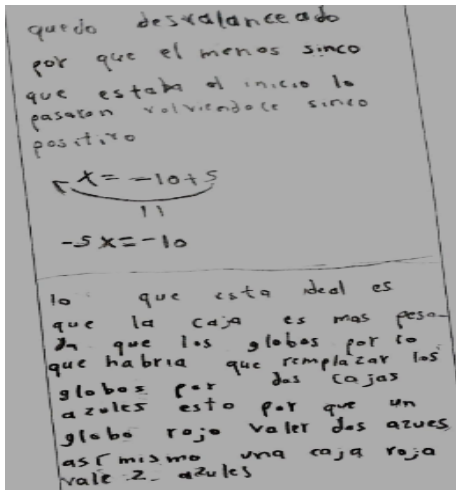 quedo desvalanceado
por que el menos sinco
que estaba al inicio lo
pasaron volviendoce sinco
positivo
x = -10+5
11
-5x=-10
lo que esta ideal es
que la caja es mas pesa-
da que los globos por lo
que habria que remplazar los
globos por dos cajas
azules esto por que un
globo rojo valer dos azues
así mismo una caja roja
vale 2 azules